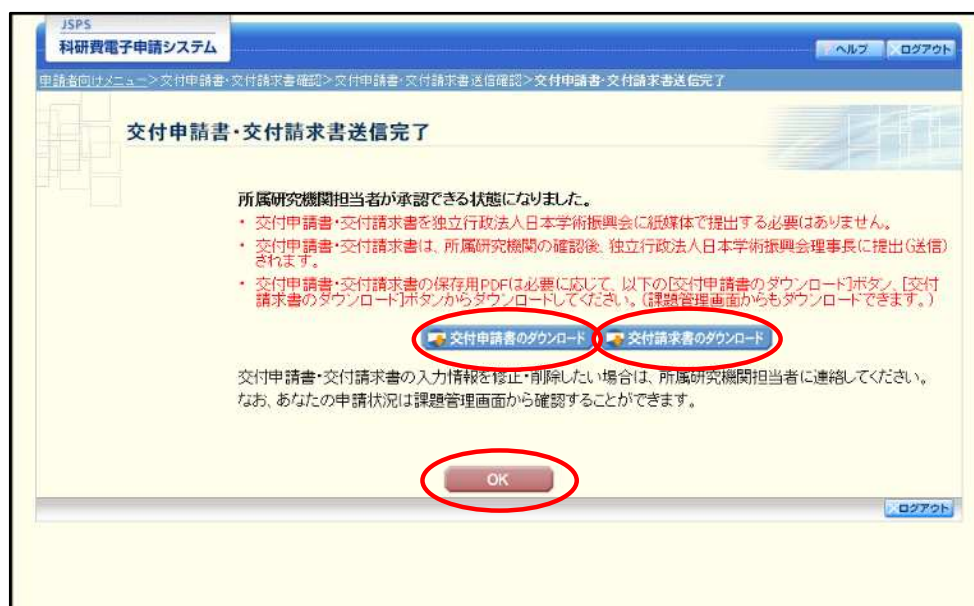 JSPS
科研費電子申請システム
ヘルプ
ログアウト
申請者向けメニュー>交付申請書・交付請求書確認>交付申請書・交付請求書送信確認>交付申請書・交付請求書送信完了
交付申請書・交付請求書送信完了
所属研究機関担当者が承認できる状態になりました。
・ 交付申請書・交付請求書を独立行政法人日本学術振興会に紙媒体で提出する必要はありません。
・ 交付申請書・交付請求書は、所属研究機関の確認後、独立行政法人日本学術振興会理事長に提出(送信)
されます。
・ 交付申請書・交付請求書の保存用PDFは必要に応じて、以下の[交付申請書のダウンロード]ボタン、[交付
請求書のダウンロード]ボタンからダウンロードしてください。(課題管理画面からもダウンロードできます。)
交付申請書のダウンロード
交付請求書のダウンロード
交付申請書・交付請求書の入力情報を修正・削除したい場合は、所属研究機関担当者に連絡してください。
なお、あなたの申請状況は課題管理画面から確認することができます。
OK
ログアウト